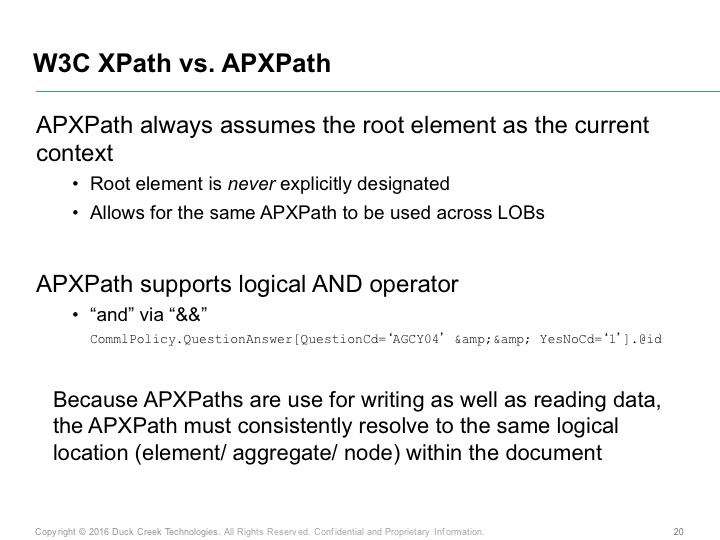 W3C XPath vs. APXPath
APXPath always assumes the root element as the current
context
• Root element is never explicitly designated
• Allows for the same APXPath to be used across LOBs
APXPath supports logical AND operator
• “and” via “&&”
CommlPolicy.QuestionAnswer[QuestionCd=‘AGCY04’ &amp;&amp; YesNoCd=‘1’].@id
Because APXPaths are use for writing as well as reading data,
the APXPath must consistently resolve to the same logical
location (element/ aggregate/ node) within the document
Copyright © 2016 Duck Creek Technologies. All Rights Reserved. Confidential and Proprietary Information.
20